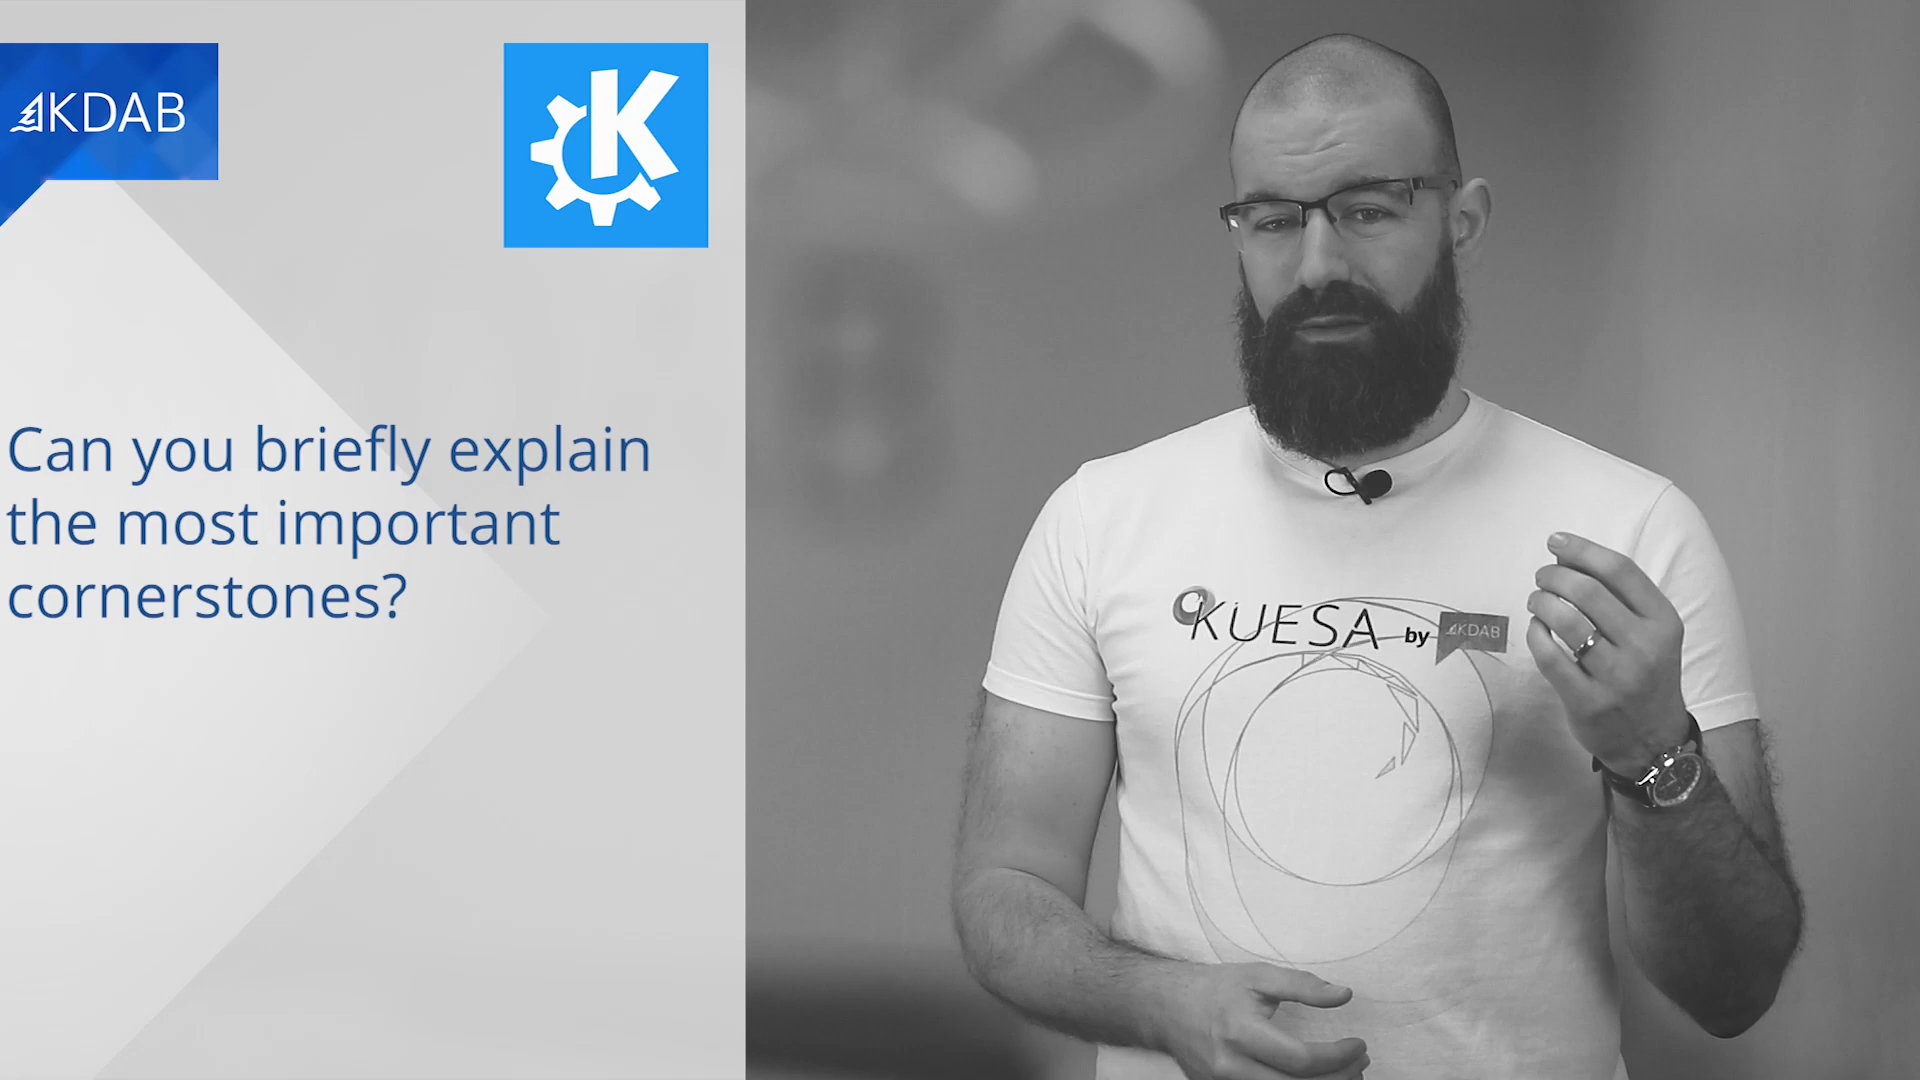 KDAB
K
Can you briefly explain
the most important
cornerstones?
KUESA by KDAB